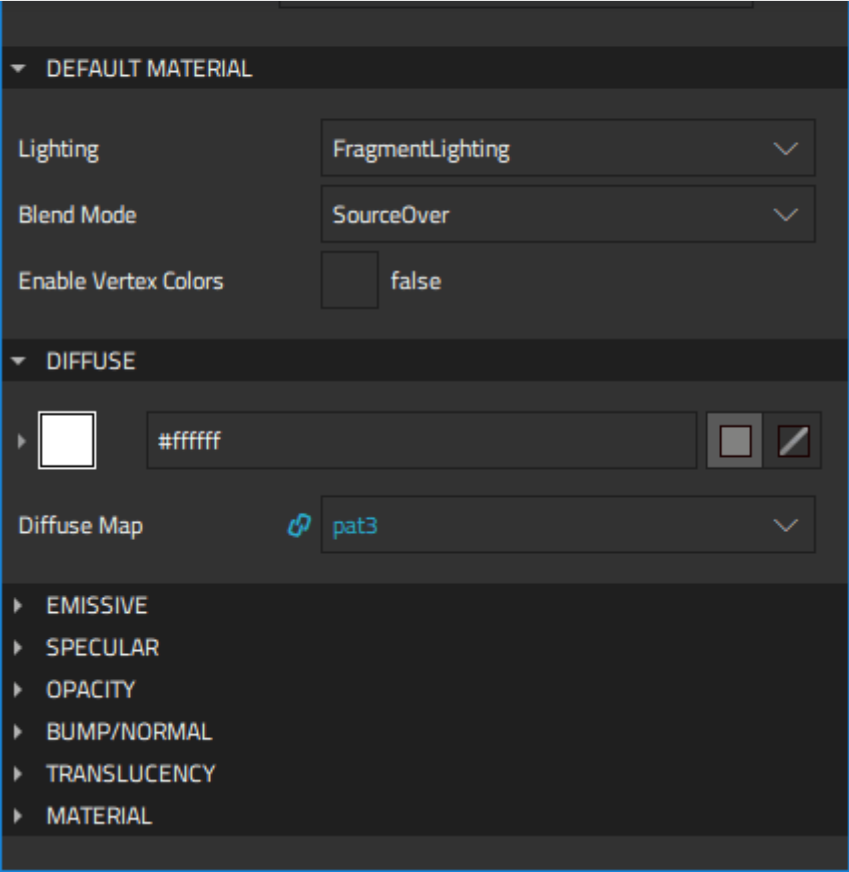 DEFAULT MATERIAL
Lighting FragmentLighting
Blend Mode SourceOver
Enable Vertex Colors false
DIFFUSE
#ffffff
Diffuse Map pat3
EMISSIVE
SPECULAR
OPACITY
BUMP/NORMAL
TRANSLUCENCY
MATERIAL